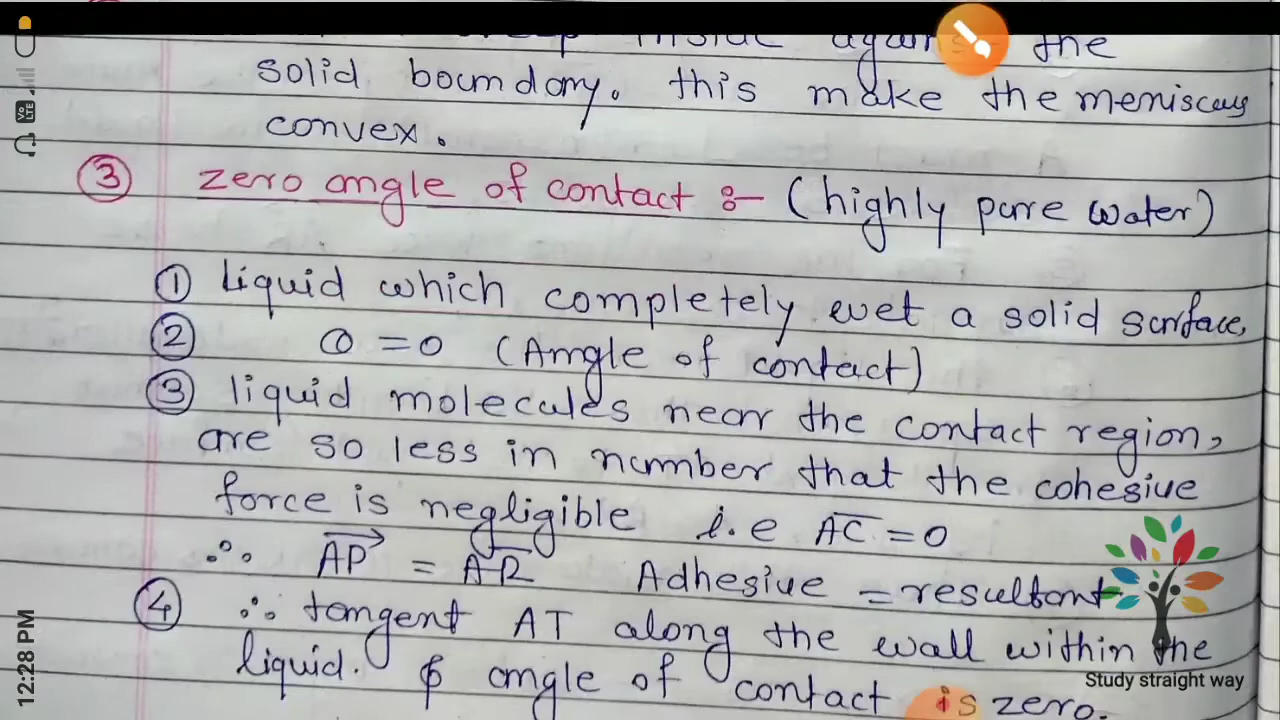 inside against the
solid boundary. this make the meniscus
convex.
③ zero angle of contact :- (highly pure water)
① liquid which completely wet a solid surface,
② θ = 0 (Angle of contact)
③ liquid molecules near the contact region,
are so less in number that the cohesive
force is negligible i.e AC = 0
∴ AP = AR Adhesive = resultant
④ ∴ tangent AT along the wall within the
liquid. & angle of contact is zero.
Study straight way
12:28 PM